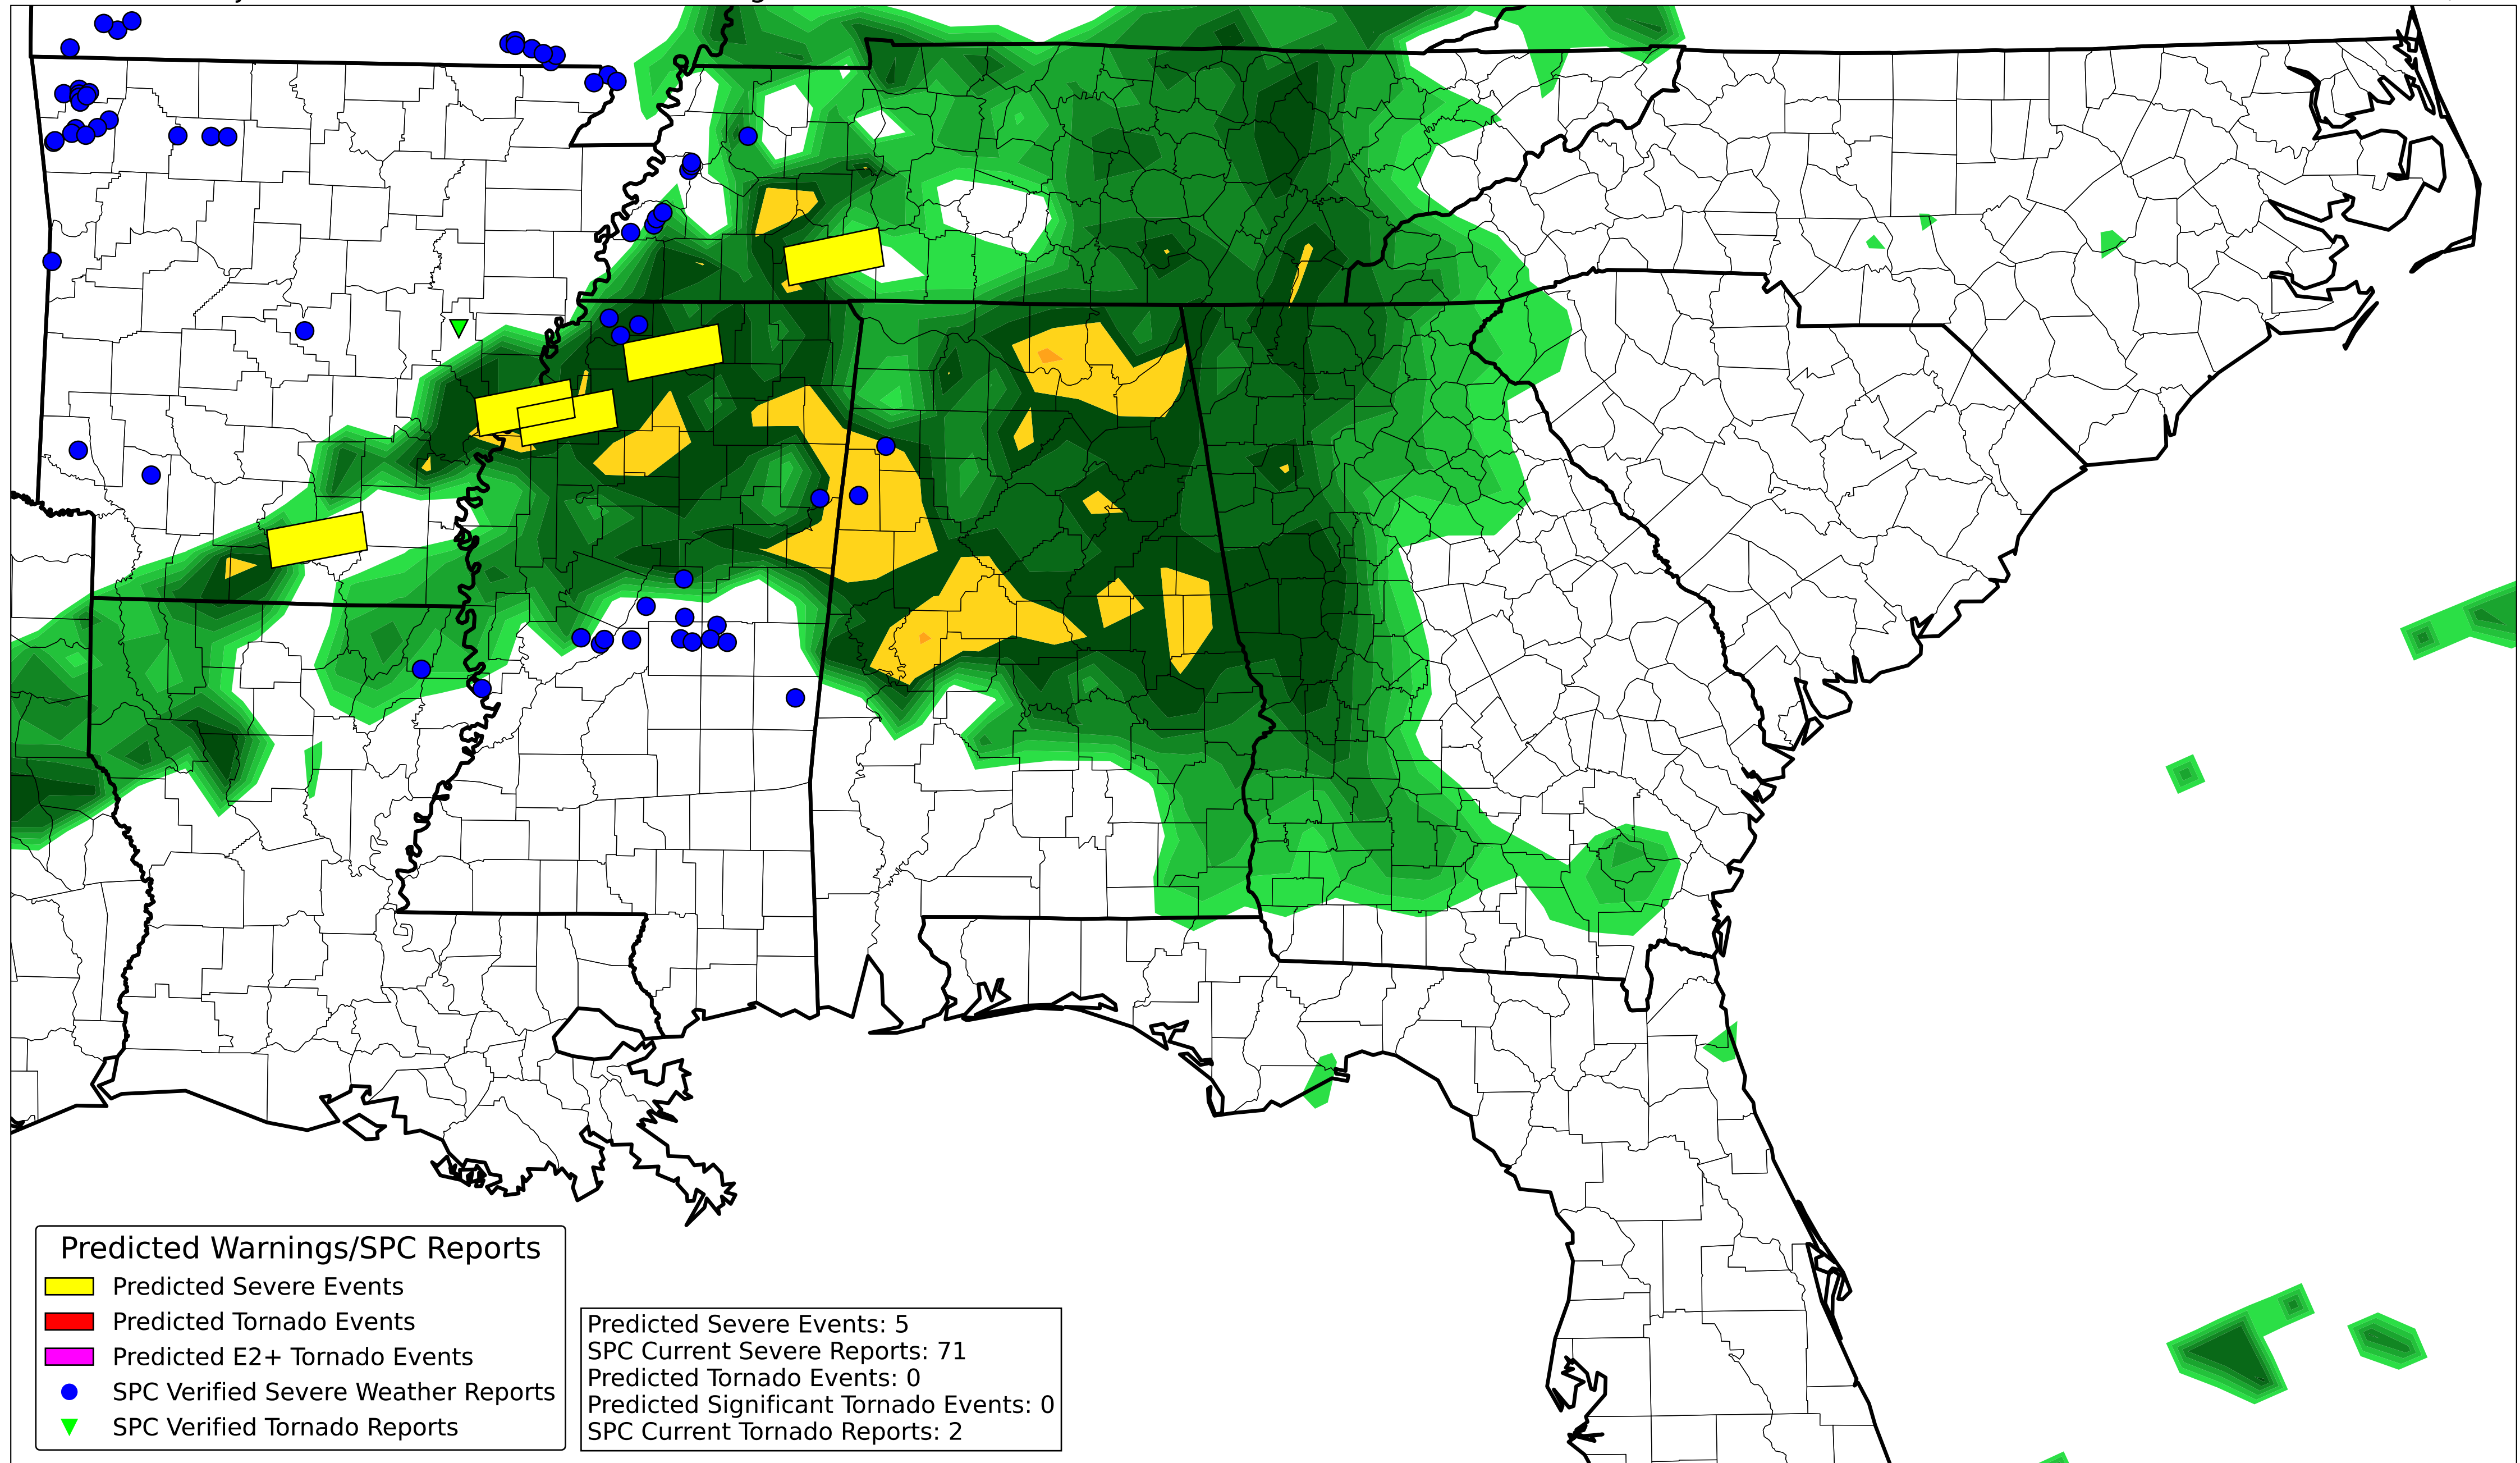 Predicted Warnings/SPC Reports
Predicted Severe Events
Predicted Tornado Events
Predicted E2+ Tornado Events
SPC Verified Severe Weather Reports
SPC Verified Tornado Reports
Predicted Severe Events: 5
SPC Current Severe Reports: 71
Predicted Tornado Events: 0
Predicted Significant Tornado Events: 0
SPC Current Tornado Reports: 2